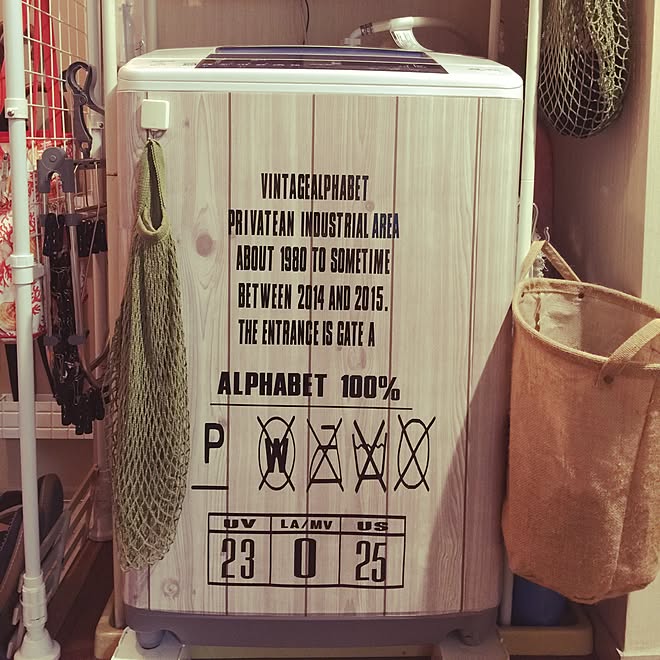 VINTAGEALPHABET
PRIVATEAN INDUSTRIAL AREA
ABOUT 1980 TO SOMETIME
BETWEEN 2014 AND 2015.
THE ENTRANCE IS GATE A
ALPHABET 100%
P W
UV LA/MV US
23 0 25